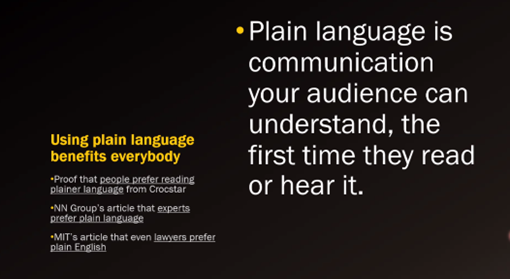 Using plain language
benefits everybody
•Proof that people prefer reading
plainer language from Crocstar
•NN Group's article that experts
prefer plain language
•MIT's article that even lawyers prefer
plain English
•Plain language is
communication
your audience can
understand, the
first time they read
or hear it.